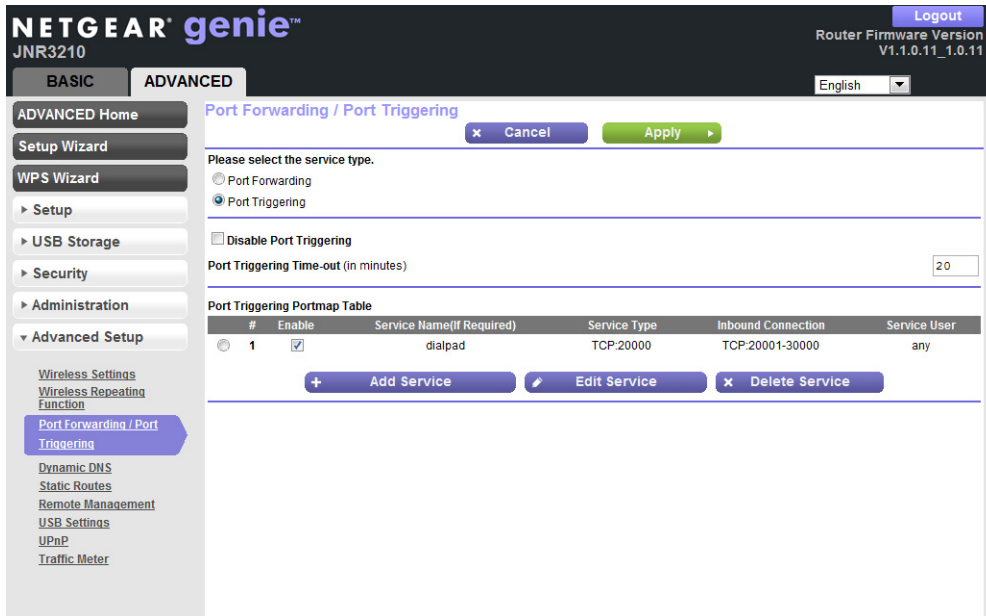 NETGEAR® genie™
JNR3210
Logout
Router Firmware Version
V1.1.0.11_1.0.11
BASIC
ADVANCED
English
ADVANCED Home
Setup Wizard
WPS Wizard
Setup
USB Storage
Security
Administration
Advanced Setup
Wireless Settings
Wireless Repeating
Function
Port Forwarding / Port
Triggering
Dynamic DNS
Static Routes
Remote Management
USB Settings
UPnP
Traffic Meter
Port Forwarding / Port Triggering
Cancel Apply
Please select the service type.
Port Forwarding
Port Triggering
Disable Port Triggering
Port Triggering Time-out (in minutes) 20
Port Triggering Portmap Table
# Enable Service Name(If Required) Service Type Inbound Connection Service User
1 dialpad TCP:20000 TCP:20001-30000 any
Add Service Edit Service Delete Service